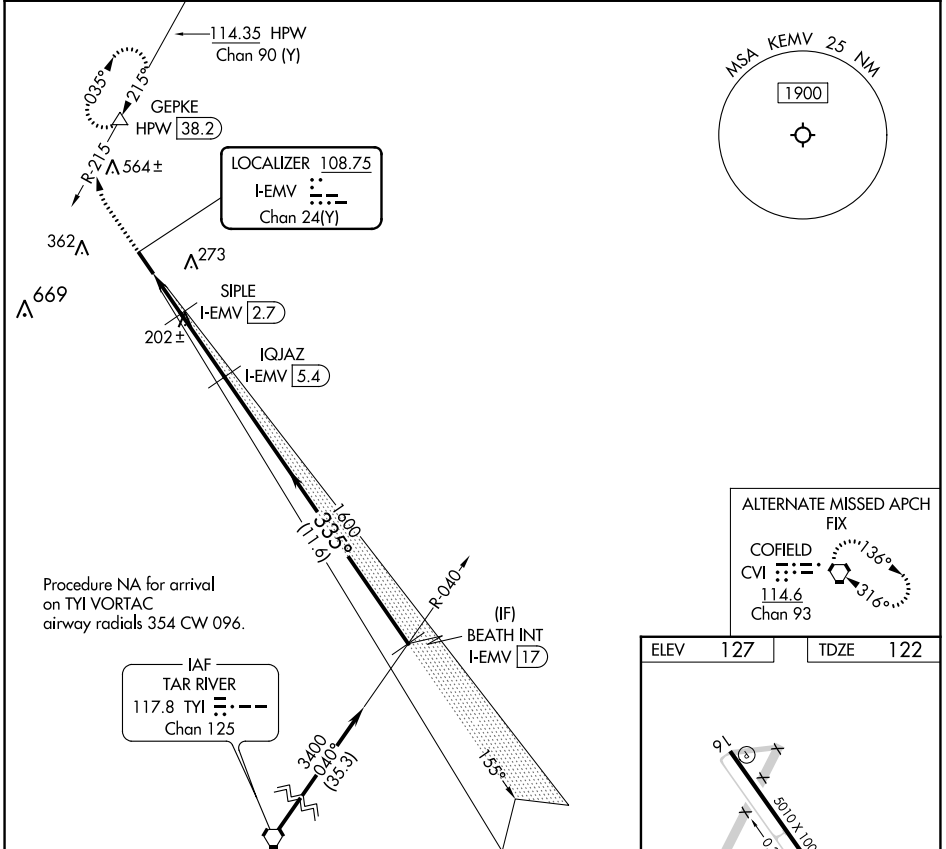 114.35 HPW
Chan 90 (Y)
MSA KEMV 25 NM
1900
035°
215°
GEPKE
HPW 38.2
R-215
564±
LOCALIZER 108.75
I-EMV
Chan 24(Y)
362
273
669
SIPLE
I-EMV 2.7
202±
IQJAZ
I-EMV 5.4
1600
335°
(11.6)
ALTERNATE MISSED APCH
FIX
COFIELD
CVI
114.6
Chan 93
136°
316°
Procedure NA for arrival
on TYI VORTAC
airway radials 354 CW 096.
R-040
(IF)
BEATH INT
I-EMV 17
ELEV 127
TDZE 122
IAF
TAR RIVER
117.8 TYI
Chan 125
3400
040°
(35.3)
155°
16
P
X
X
X
5010 X 100